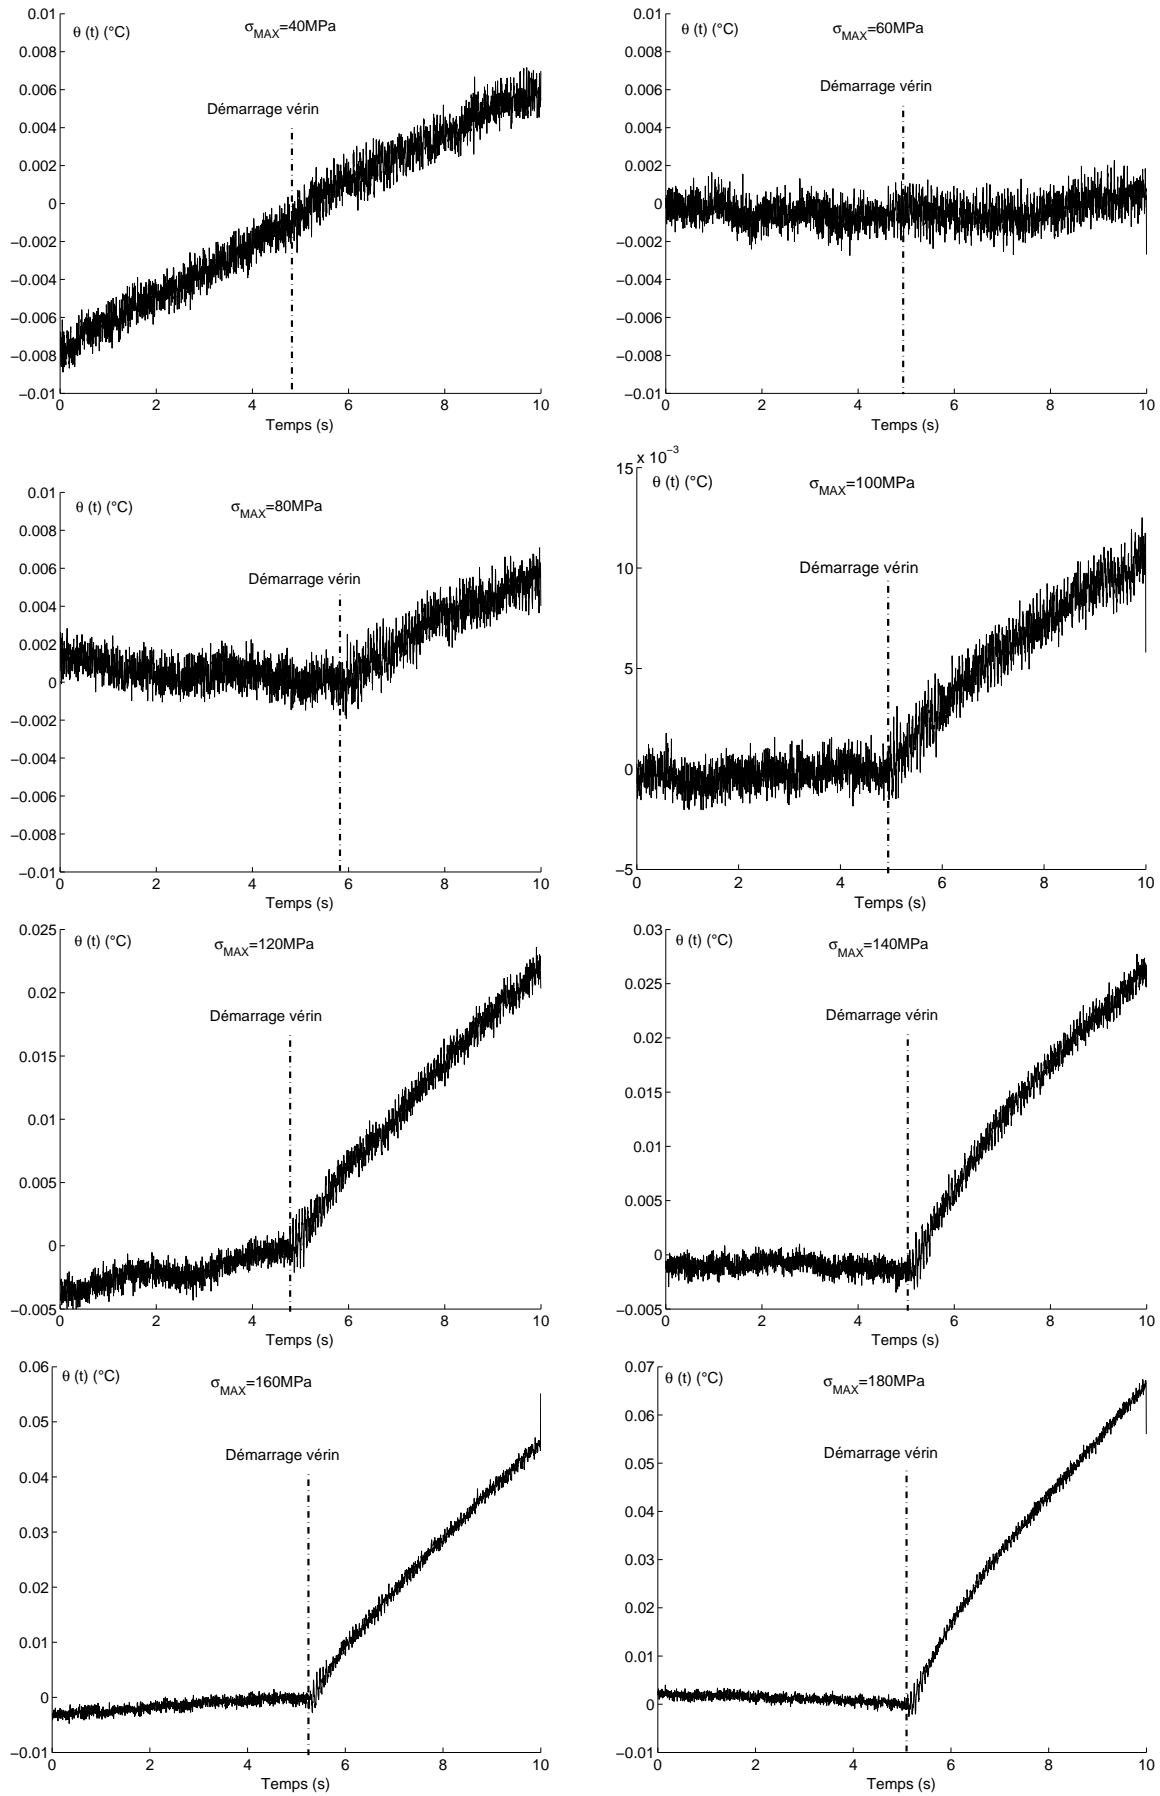 θ (t) (°C)
σMAX=40MPa
Démarrage vérin
0.01
0.008
0.006
0.004
0.002
0
−0.002
−0.004
−0.006
−0.008
−0.01
0 2 4 6 8 10
Temps (s)
θ (t) (°C)
σMAX=60MPa
Démarrage vérin
0.01
0.008
0.006
0.004
0.002
0
−0.002
−0.004
−0.006
−0.008
−0.01
0 2 4 6 8 10
Temps (s)
θ (t) (°C)
σMAX=80MPa
Démarrage vérin
0.01
0.008
0.006
0.004
0.002
0
−0.002
−0.004
−0.006
−0.008
−0.01
0 2 4 6 8 10
Temps (s)
x 10−3
θ (t) (°C)
σMAX=100MPa
Démarrage vérin
15
10
5
0
−5
0 2 4 6 8 10
Temps (s)
θ (t) (°C)
σMAX=120MPa
Démarrage vérin
0.025
0.02
0.015
0.01
0.005
0
−0.005
0 2 4 6 8 10
Temps (s)
θ (t) (°C)
σMAX=140MPa
Démarrage vérin
0.03
0.025
0.02
0.015
0.01
0.005
0
−0.005
0 2 4 6 8 10
Temps (s)
θ (t) (°C)
σMAX=160MPa
Démarrage vérin
0.06
0.05
0.04
0.03
0.02
0.01
0
−0.01
0 2 4 6 8 10
Temps (s)
θ (t) (°C)
σMAX=180MPa
Démarrage vérin
0.07
0.06
0.05
0.04
0.03
0.02
0.01
0
−0.01
0 2 4 6 8 10
Temps (s)